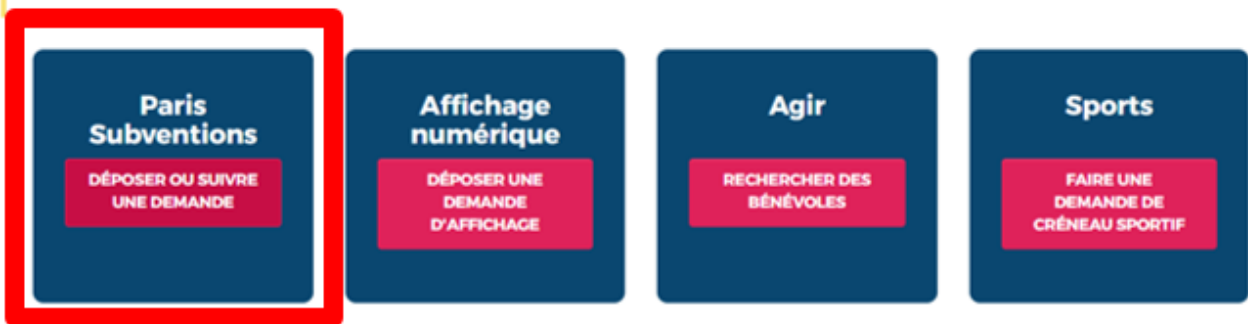 Paris
Subventions
DÉPOSER OU SUIVRE
UNE DEMANDE
Affichage
numérique
DÉPOSER UNE
DEMANDE
D'AFFICHAGE
Agir
RECHERCHER DES
BÉNÉVOLES
Sports
FAIRE UNE
DEMANDE DE
CRÉNEAU SPORTIF